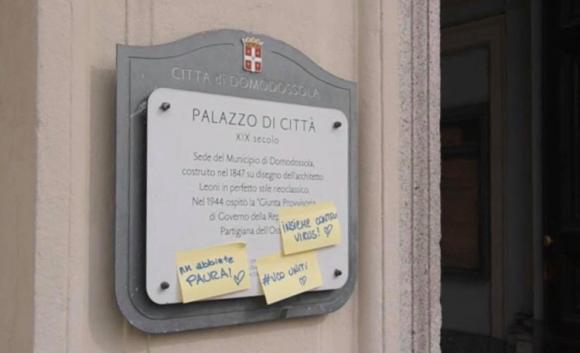 CITTÀ di DOMODOSSOLA
PALAZZO DI CITTÀ
XIX secolo
Sede del Municipio di Domodossola,
costruito nel 1847 su disegno dell'architetto
Leoni in perfetto stile neoclassico.
Nel 1944 ospitò la "Giunta Provvisoria
di Governo della Rep
Partigiana dell'Os
INSIEME CONTRO
VIRUS! ♡
NN abbiate
PAURA! ♡
#VCO UNITI
♡